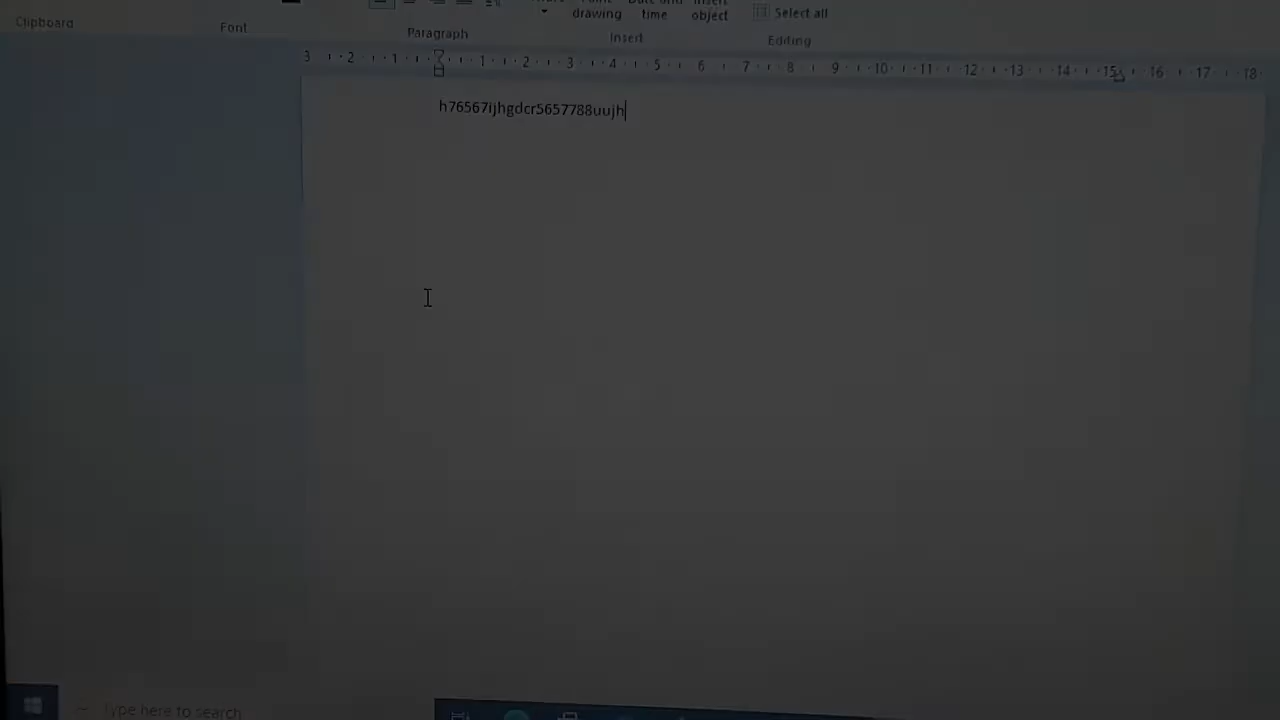 drawing
time
object
Select all
Clipboard
Font
Paragraph
Insert
Editing
3 2 1 1 2 3 4 5 6 7 8 9 10 11 12 13 14 15 16 17 18
h76567ijhgdcr5657788uujh
Type here to search